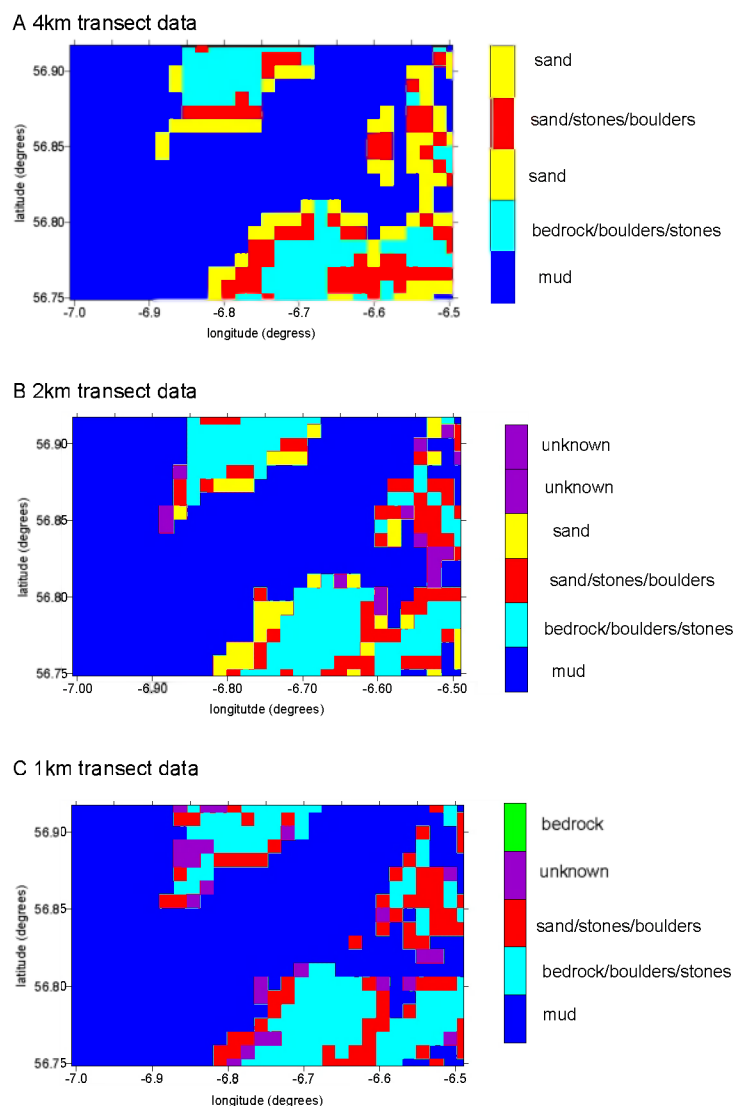 A 4km transect data
56.90
56.85
56.80
56.75
latitude (degrees)
-7.0 -6.9 -6.8 -6.7 -6.6 -6.5
longitude (degress)
sand
sand/stones/boulders
sand
bedrock/boulders/stones
mud
B 2km transect data
56.90
56.85
56.80
56.75
latitude (degrees)
-7.00 -6.90 -6.80 -6.70 -6.60 -6.50
longitutde (degrees)
unknown
unknown
sand
sand/stones/boulders
bedrock/boulders/stones
mud
C 1km transect data
56.90
56.85
56.80
56.75
latitude (degrees)
-7.0 -6.9 -6.8 -6.7 -6.6 -6.5
longitude (degrees)
bedrock
unknown
sand/stones/boulders
bedrock/boulders/stones
mud